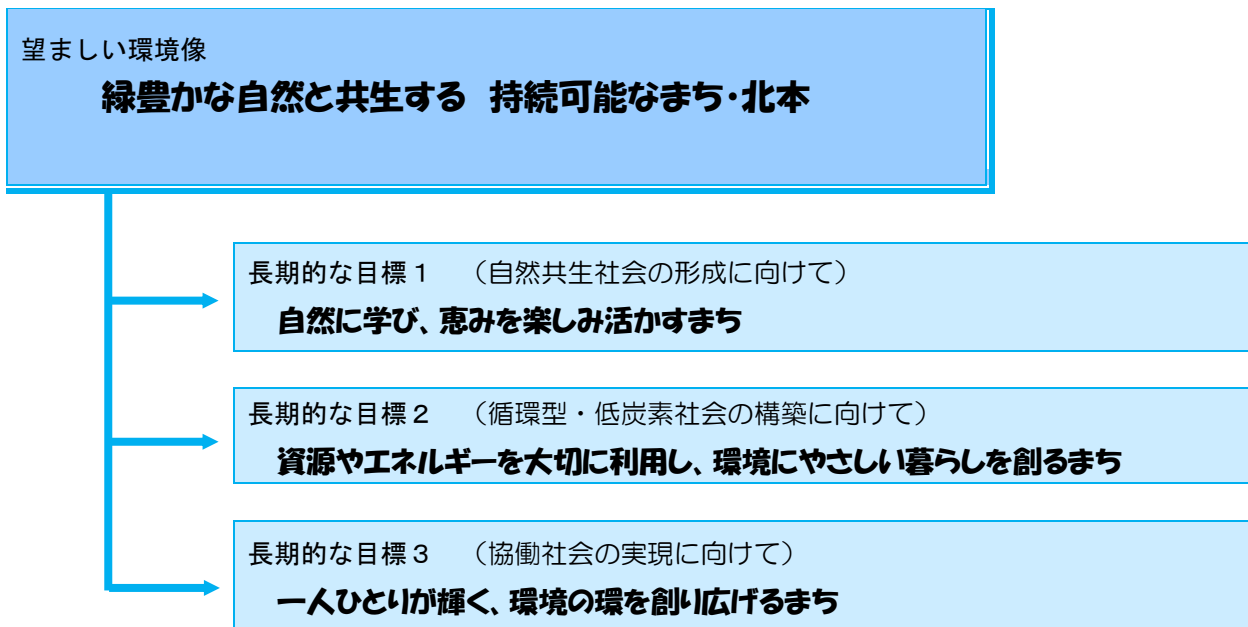 望ましい環境像
緑豊かな自然と共生する　持続可能なまち・北本
長期的な目標１　（自然共生社会の形成に向けて）
自然に学び、恵みを楽しみ活かすまち
長期的な目標２　（循環型・低炭素社会の構築に向けて）
資源やエネルギーを大切に利用し、環境にやさしい暮らしを創るまち
長期的な目標３　（協働社会の実現に向けて）
一人ひとりが輝く、環境の環を創り広げるまち